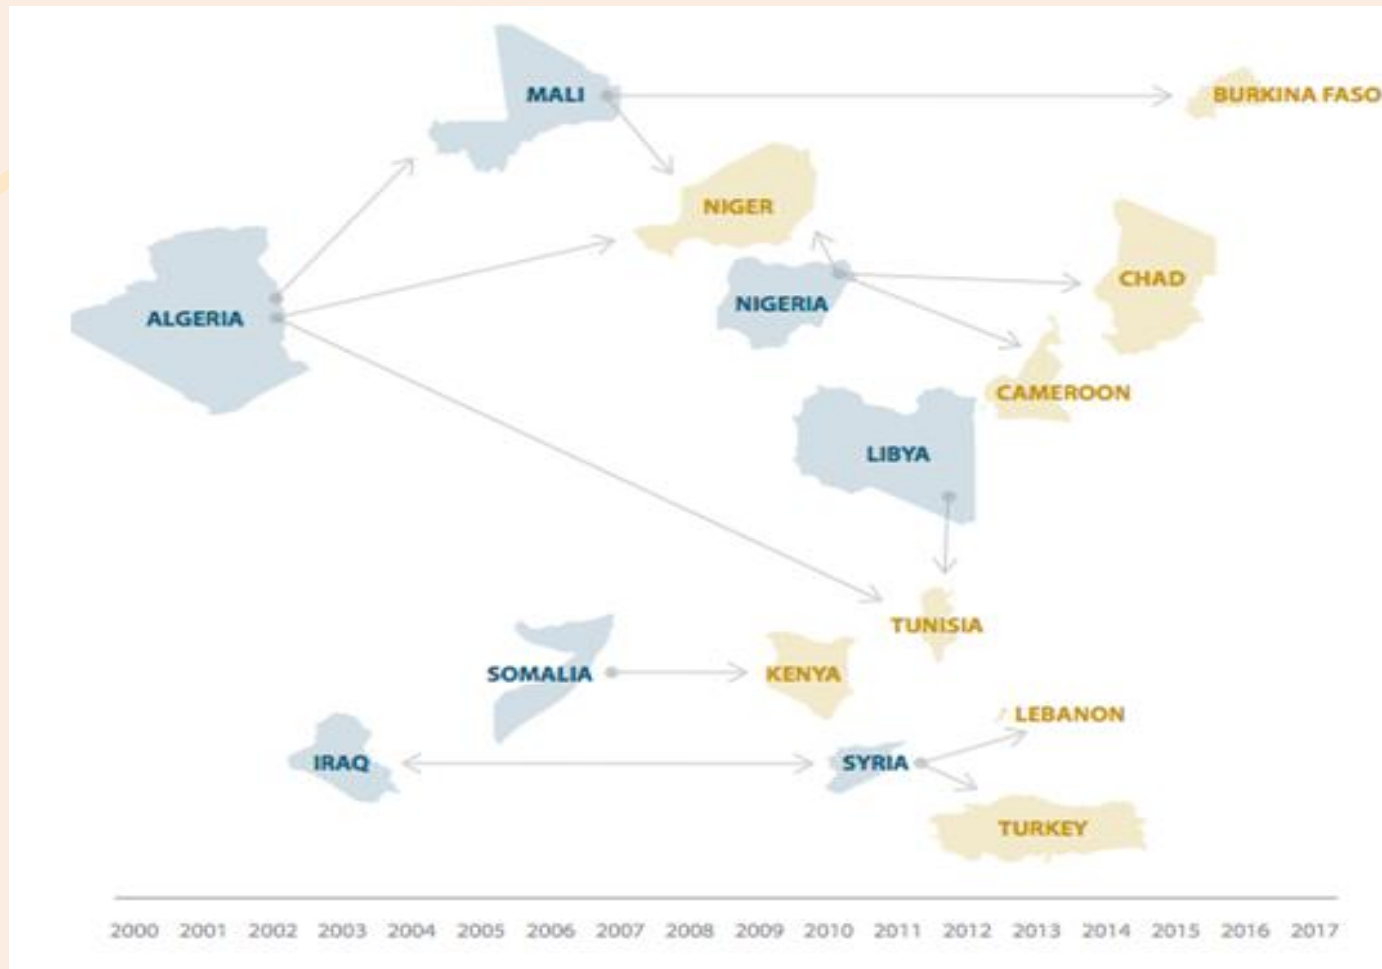 MALI
BURKINA FASO
NIGER
CHAD
NIGERIA
ALGERIA
CAMEROON
LIBYA
TUNISIA
SOMALIA
KENYA
LEBANON
IRAQ
SYRIA
TURKEY
2000 2001 2002 2003 2004 2005 2006 2007 2008 2009 2010 2011 2012 2013 2014 2015 2016 2017